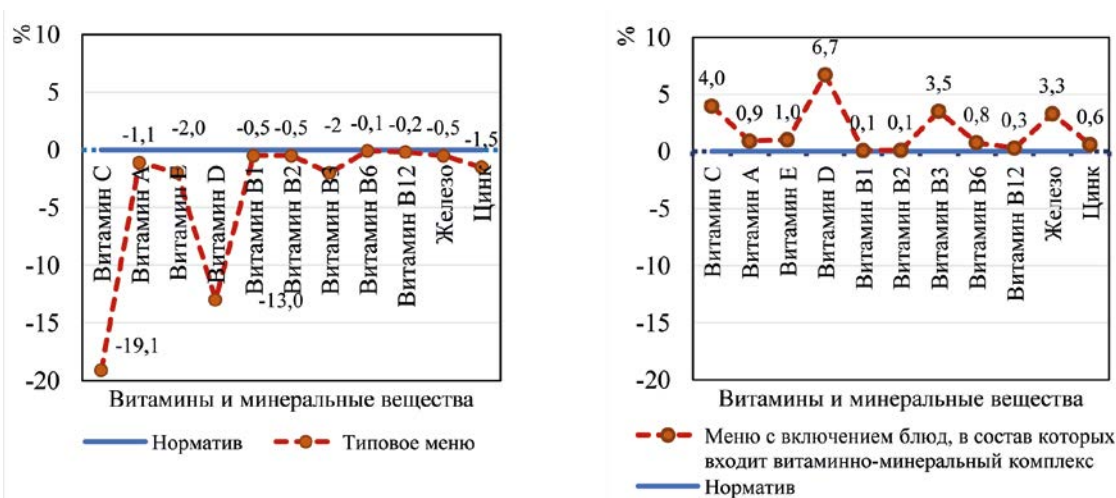 %
10
5
0
-5
-10
-15
-20
-1,1
-2,0
-0,5
-0,5
-2
-0,1
-0,2
-0,5
-1,5
-13,0
-19,1
Витамин С
Витамин А
Витамин Е
Витамин D
Витамин В1
Витамин В2
Витамин В3
Витамин В6
Витамин В12
Железо
Цинк
Витамины и минеральные вещества
Норматив
Типовое меню
%
10
5
0
-5
-10
-15
-20
4,0
0,9
1,0
6,7
0,1
0,1
3,5
0,8
0,3
3,3
0,6
Витамин С
Витамин А
Витамин Е
Витамин D
Витамин В1
Витамин В2
Витамин В3
Витамин В6
Витамин В12
Железо
Цинк
Витамины и минеральные вещества
Меню с включением блюд, в состав которых
входит витаминно-минеральный комплекс
Норматив